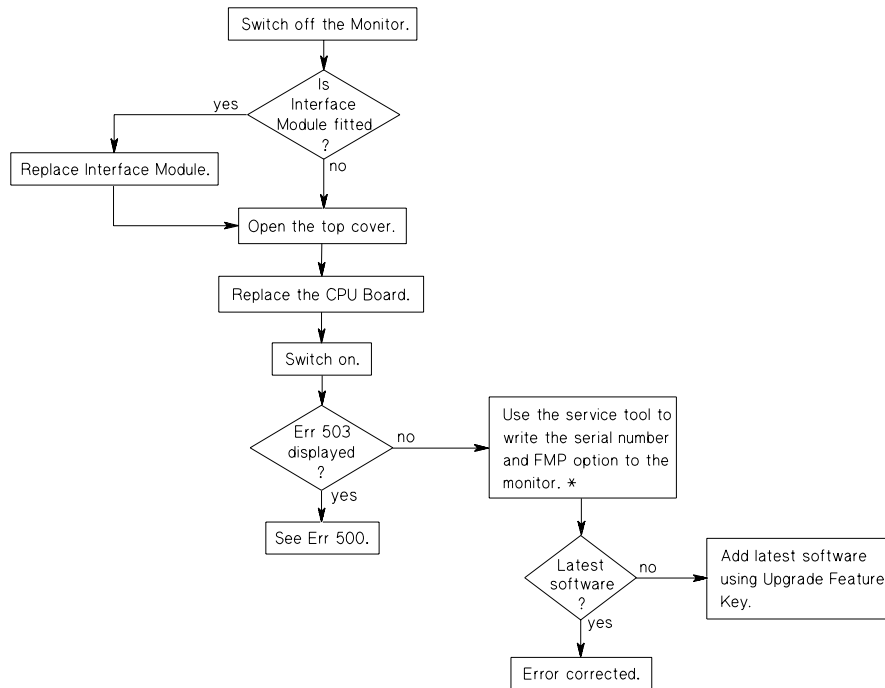 Switch off the Monitor.
Is
Interface
Module fitted
?
yes
no
Replace Interface Module.
Open the top cover.
Replace the CPU Board.
Switch on.
Err 503
displayed
?
no
yes
See Err 500.
Use the service tool to
write the serial number
and FMP option to the
monitor. *
Latest
software
?
no
yes
Add latest software
using Upgrade Feature
Key.
Error corrected.